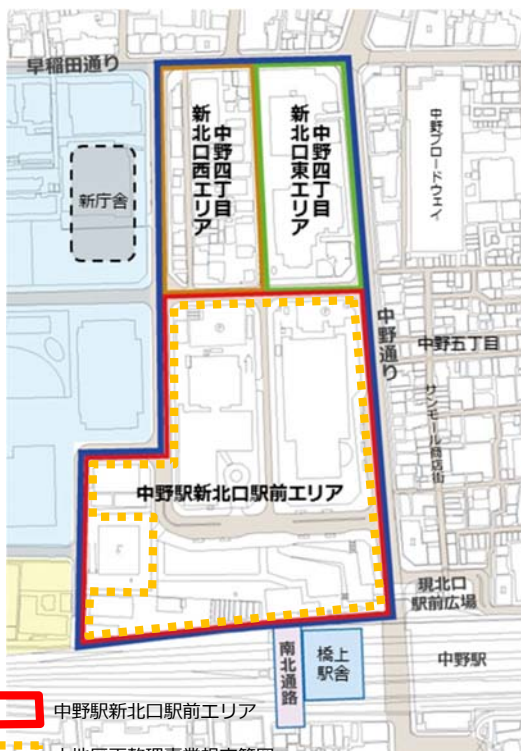 早稲田通り
中野四丁目
新北口西エリア
中野四丁目
新北口東エリア
中野ブロードウェイ
新庁舎
中野通り
中野五丁目
サンモール商店街
中野駅新北口駅前エリア
現北口
駅前広場
南北通路
橋上
駅舎
中野駅
中野駅新北口駅前エリア